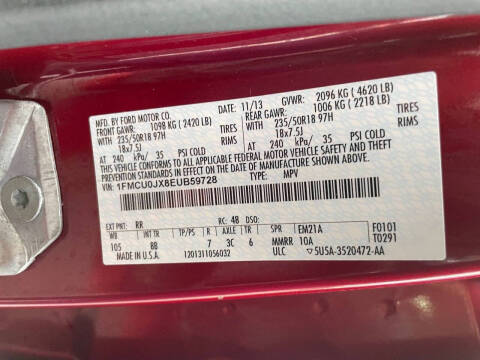 MFD. BY FORD MOTOR CO. 11/13 GVWR: 2096 KG ( 4620 LB)
FRONT GAWR: 1098 KG ( 2420 LB) REAR GAWR: 1006 KG ( 2218 LB)
WITH TIRES WITH TIRES
235/50R18 97H RIMS 235/50R18 97H RIMS
18x7.5J 18x7.5J
AT 240 kPa/ 35 PSI COLD AT 240 kPa/ 35 PSI COLD
THIS VEHICLE CONFORMS TO ALL APPLICABLE FEDERAL MOTOR VEHICLE SAFETY AND THEFT
PREVENTION STANDARDS IN EFFECT ON THE DATE OF MANUFACTURE SHOWN ABOVE.
VIN: 1FMCU0JX8EUB59728 TYPE: MPV
EXT PNT: RR RC: 48 DSO:
WB INT TR TP/PS R AXLE TR SPR EM21A F0101
105 BB 7 3C 6 MMRR 10A T0291
MADE IN U.S.A. 1201311056032 ULC 5U5A-3520472-AA